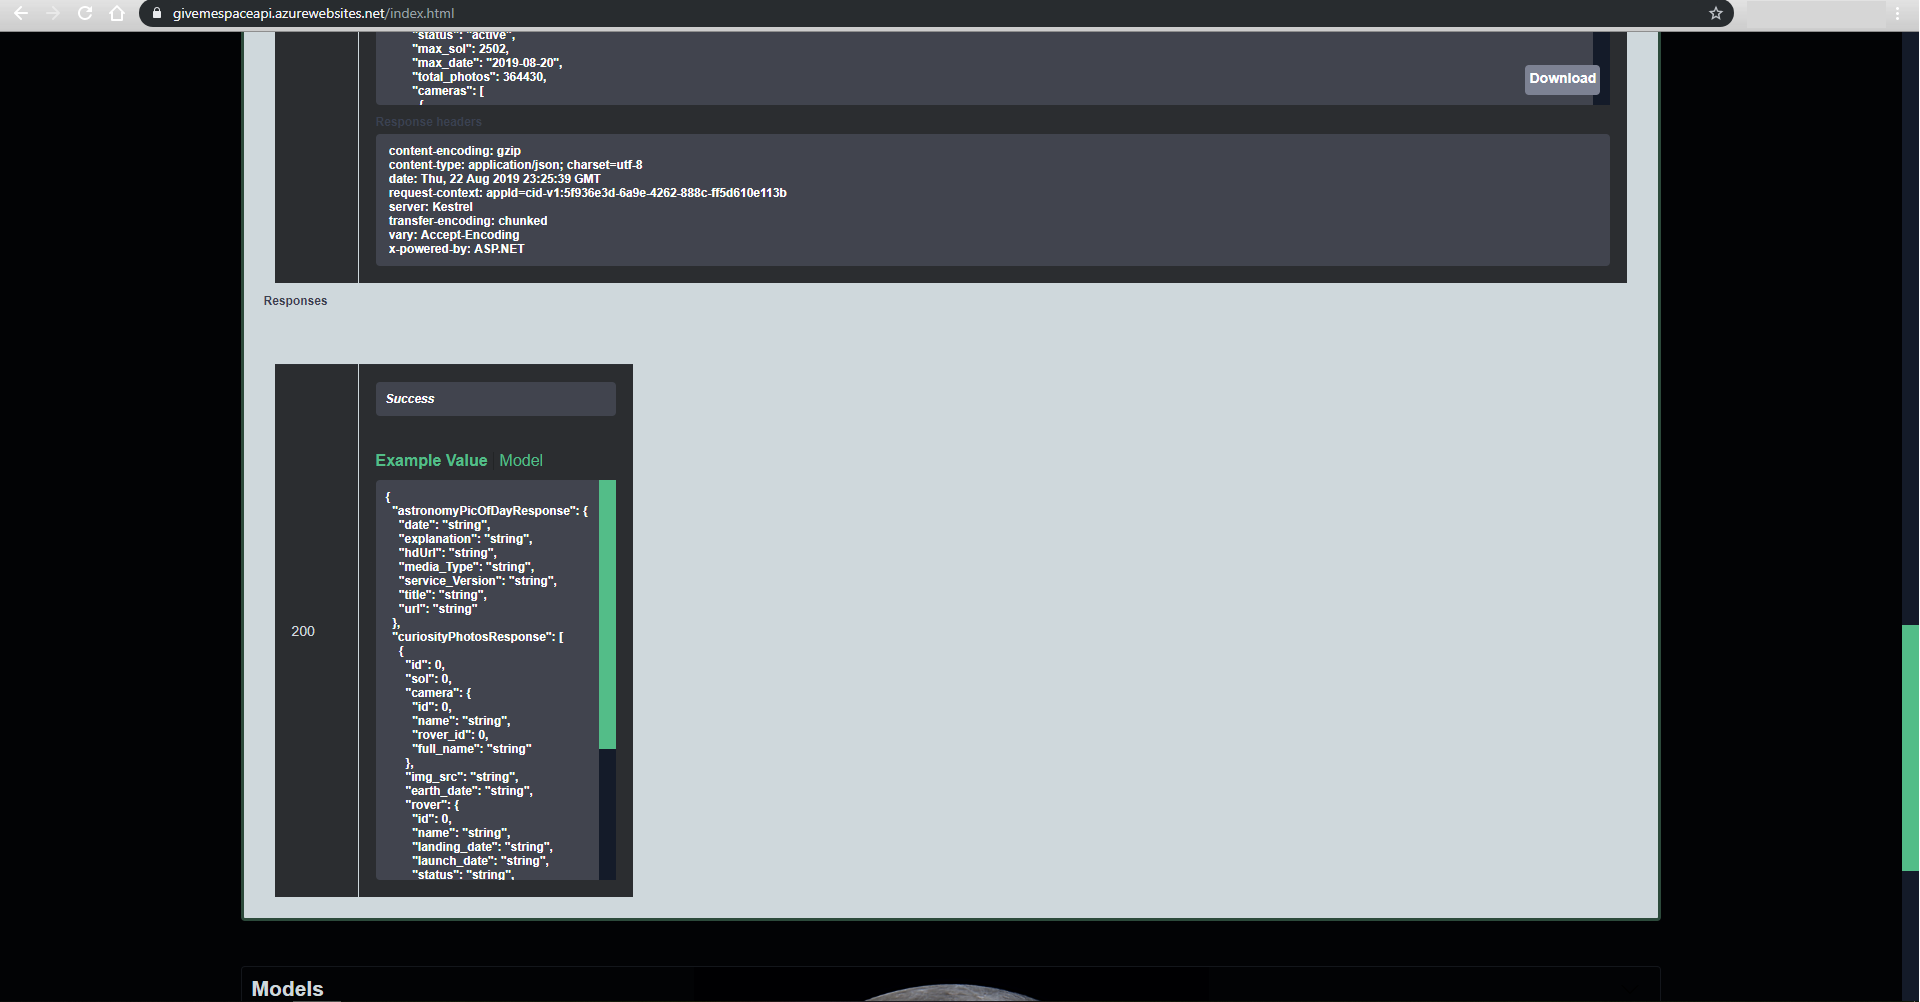 givemespaceapi.azurewebsites.net/index.html
"status": "active",
"max_sol": 2502,
"max_date": "2019-08-20",
"total_photos": 364430,
"cameras": [
{
Download
Response headers
content-encoding: gzip
content-type: application/json; charset=utf-8
date: Thu, 22 Aug 2019 23:25:39 GMT
request-context: appId=cid-v1:5f936e3d-6a9e-4262-888c-ff5d610e113b
server: Kestrel
transfer-encoding: chunked
vary: Accept-Encoding
x-powered-by: ASP.NET
Responses
200
Success
Example Value Model
{
"astronomyPicOfDayResponse": {
"date": "string",
"explanation": "string",
"hdUrl": "string",
"media_Type": "string",
"service_Version": "string",
"title": "string",
"url": "string"
},
"curiosityPhotosResponse": [
{
"id": 0,
"sol": 0,
"camera": {
"id": 0,
"name": "string",
"rover_id": 0,
"full_name": "string"
},
"img_src": "string",
"earth_date": "string",
"rover": {
"id": 0,
"name": "string",
"landing_date": "string",
"launch_date": "string",
"status": "string",
Models